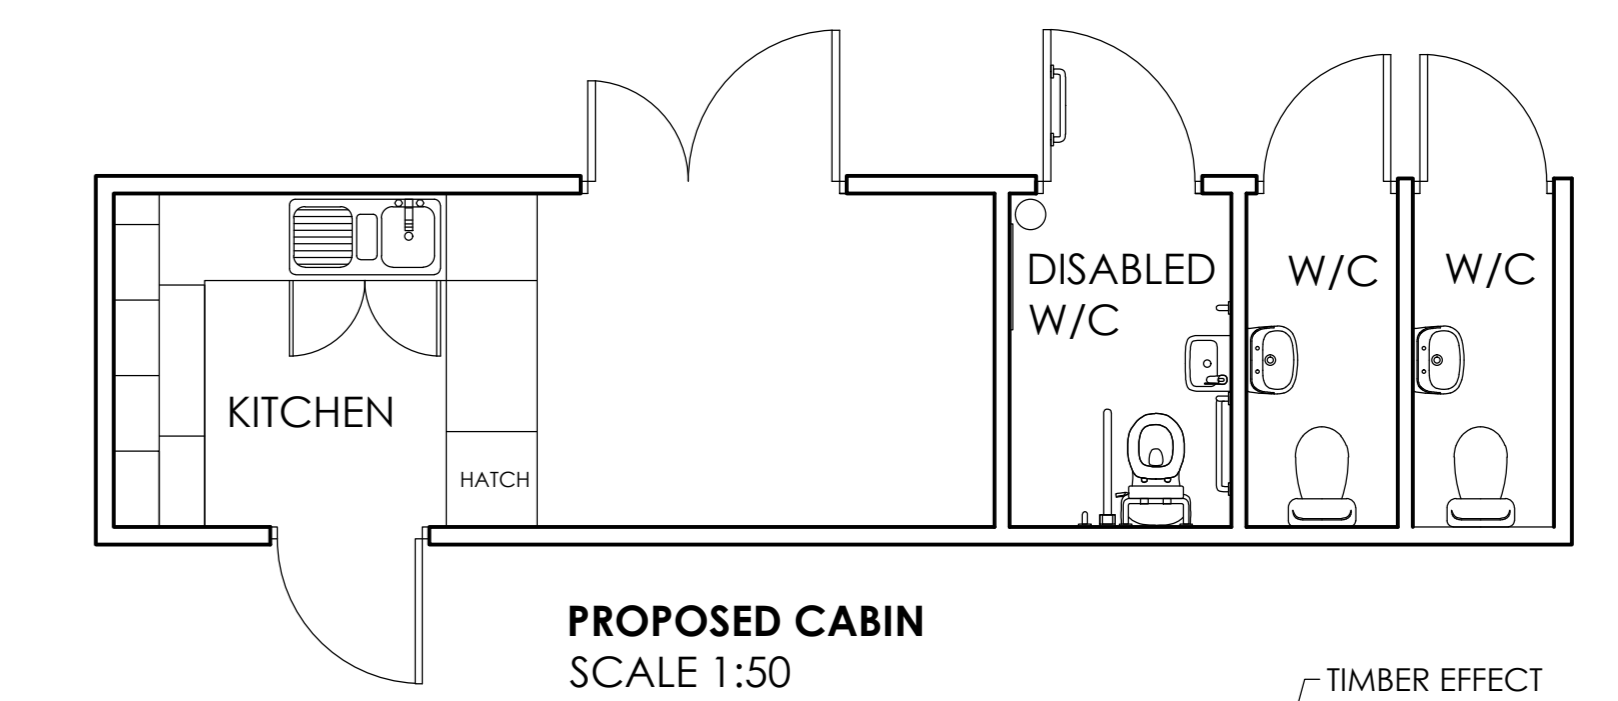 DISABLED
W/C
W/C
W/C
KITCHEN
HATCH
PROPOSED CABIN
SCALE 1:50
TIMBER EFFECT